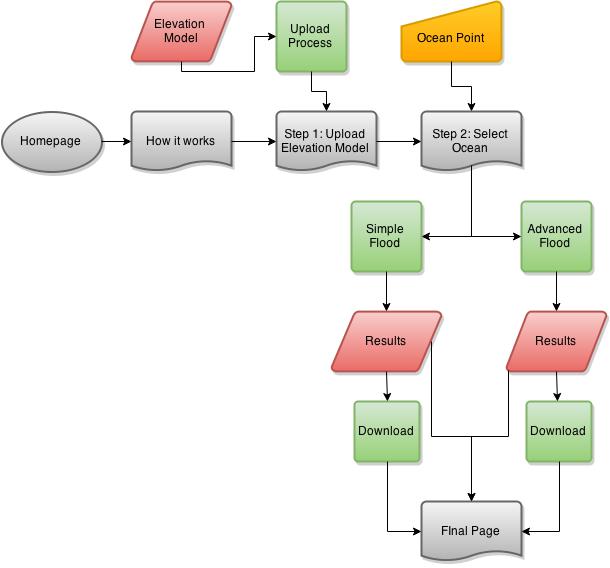 Elevation
Model
Upload
Process
Ocean Point
Homepage
How it works
Step 1: Upload
Elevation Model
Step 2: Select
Ocean
Simple
Flood
Advanced
Flood
Results
Results
Download
Download
FInal Page